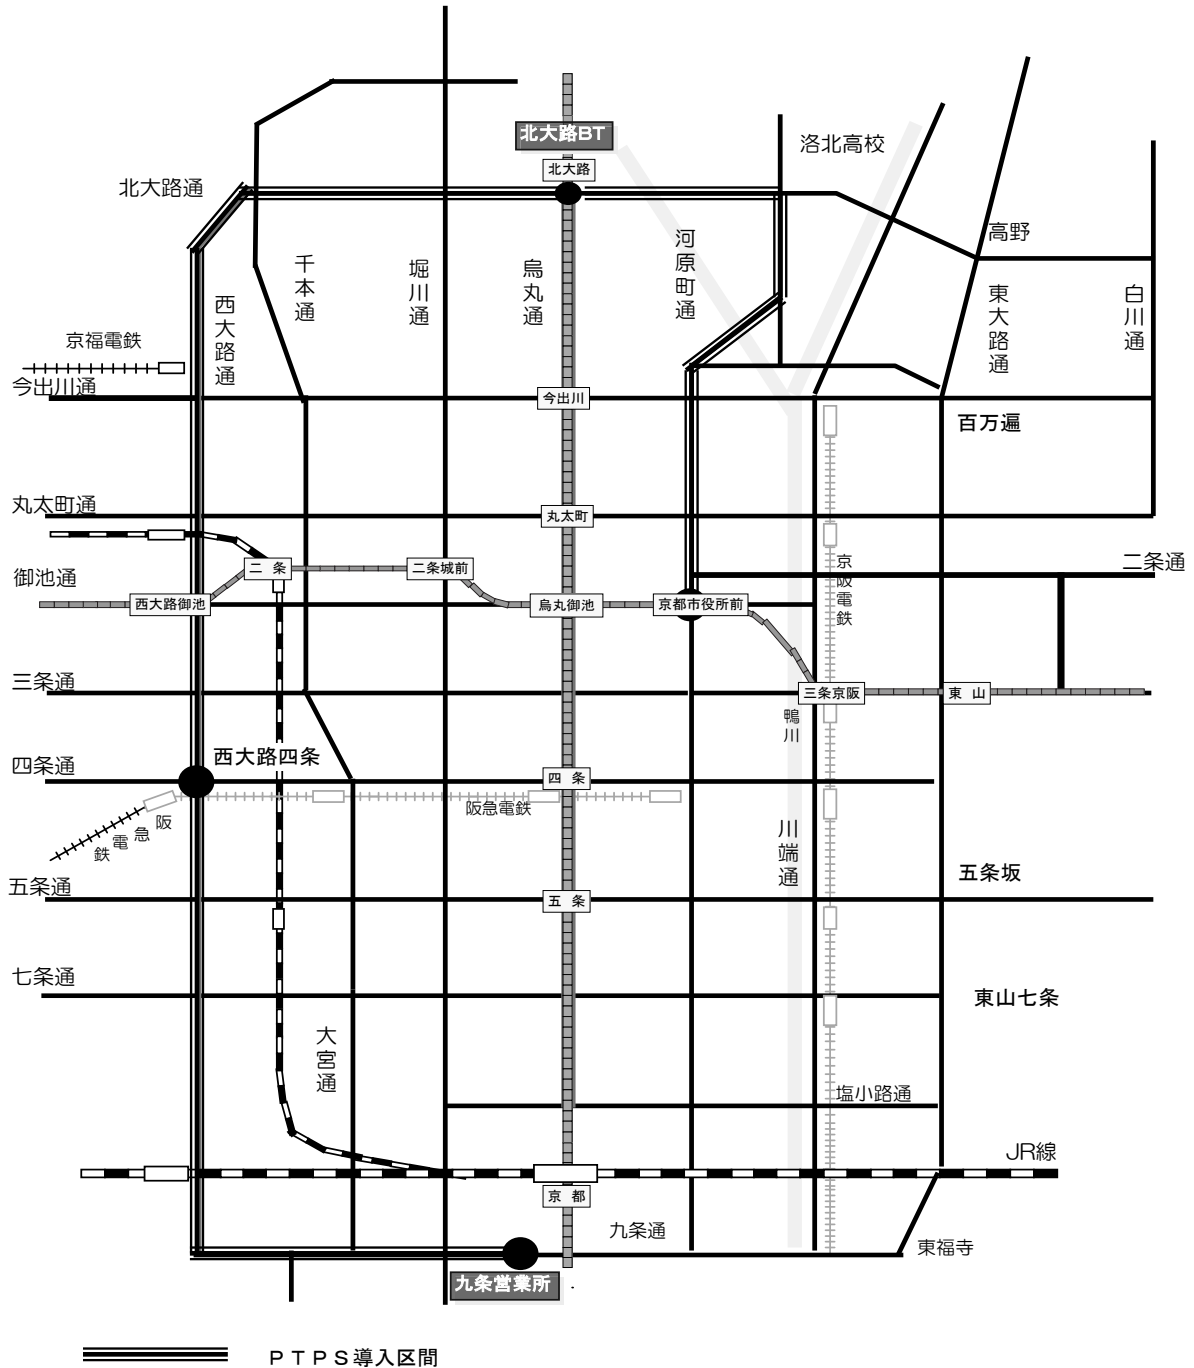 北大路BT
北大路
洛北高校
北大路通
高野
千本通
堀川通
烏丸通
河原町通
西大路通
東大路通
白川通
京福電鉄
今出川通
今出川
百万遍
丸太町通
丸太町
二条通
二条
二条城前
京阪電鉄
御池通
西大路御池
烏丸御池
京都市役所前
三条通
三条京阪
東山
鴨川
西大路四条
四条通
四条
阪急電鉄
阪急電鉄
川端通
五条坂
五条通
五条
七条通
東山七条
大宮通
塩小路通
JR線
京都
九条通
東福寺
九条営業所
PTPS導入区間